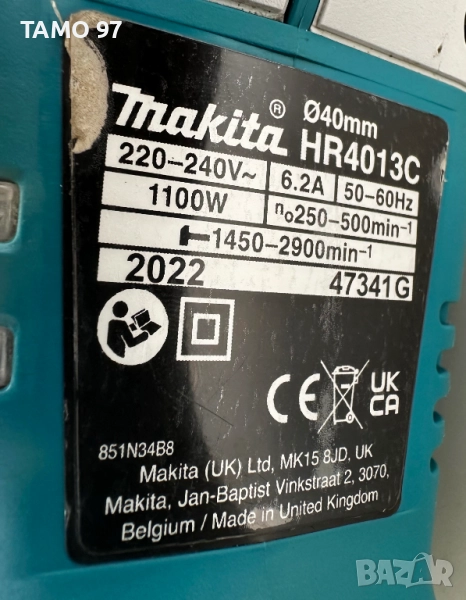 TAMO 97
makita ® Ø40mm
HR4013C
220–240V~ 6.2A 50–60Hz
1100W n₀250–500min⁻¹
1450–2900min⁻¹
2022 47341G
CE UK CA
851N34B8
Makita (UK) Ltd, MK15 8JD, UK
Makita, Jan-Baptist Vinkstraat 2, 3070,
Belgium / Made in United Kingdom
BAZAR